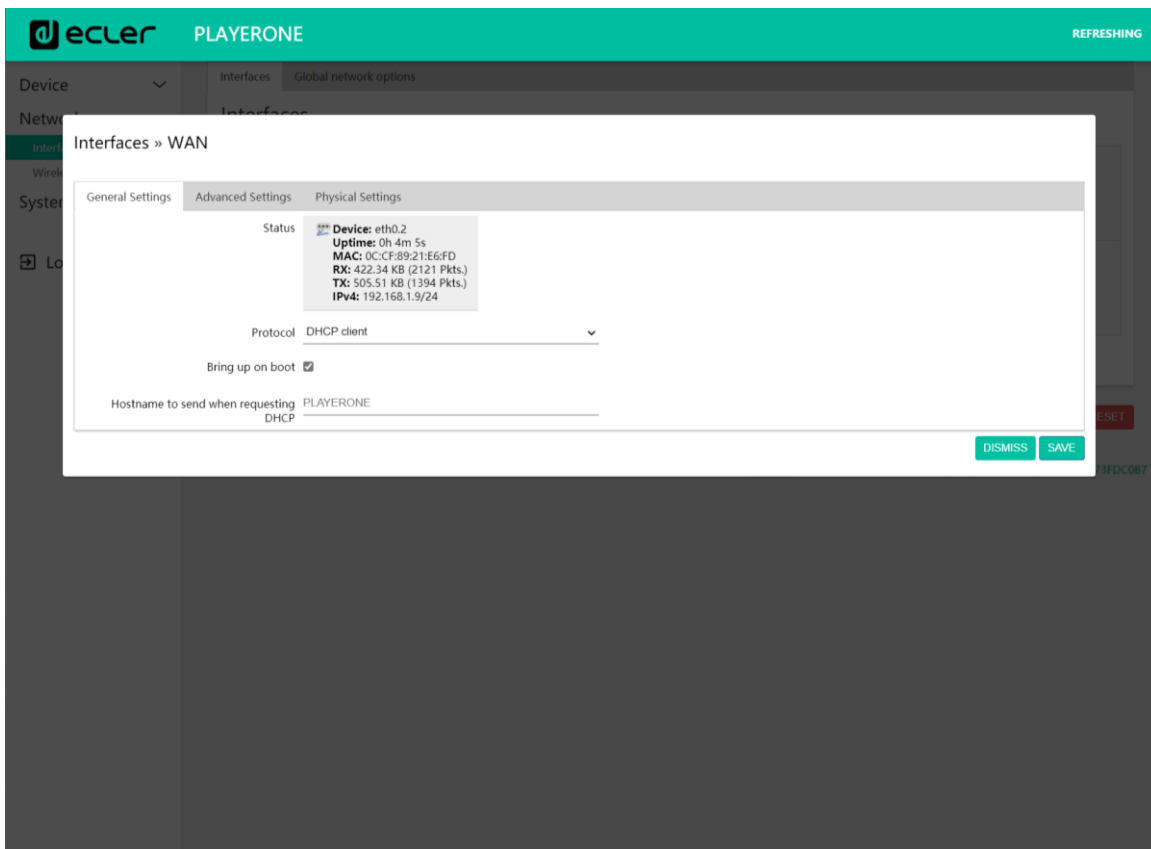 ecler PLAYERONE REFRESHING
Device
Interfaces Global network options
Interfaces
Interfaces » WAN
General Settings Advanced Settings Physical Settings
Status
Device: eth0.2
Uptime: 0h 4m 5s
MAC: 0C:CF:89:21:E6:FD
RX: 422.34 KB (2121 Pkts.)
TX: 505.51 KB (1394 Pkts.)
IPv4: 192.168.1.9/24
Protocol DHCP client
Bring up on boot
Hostname to send when requesting DHCP PLAYERONE
DISMISS SAVE